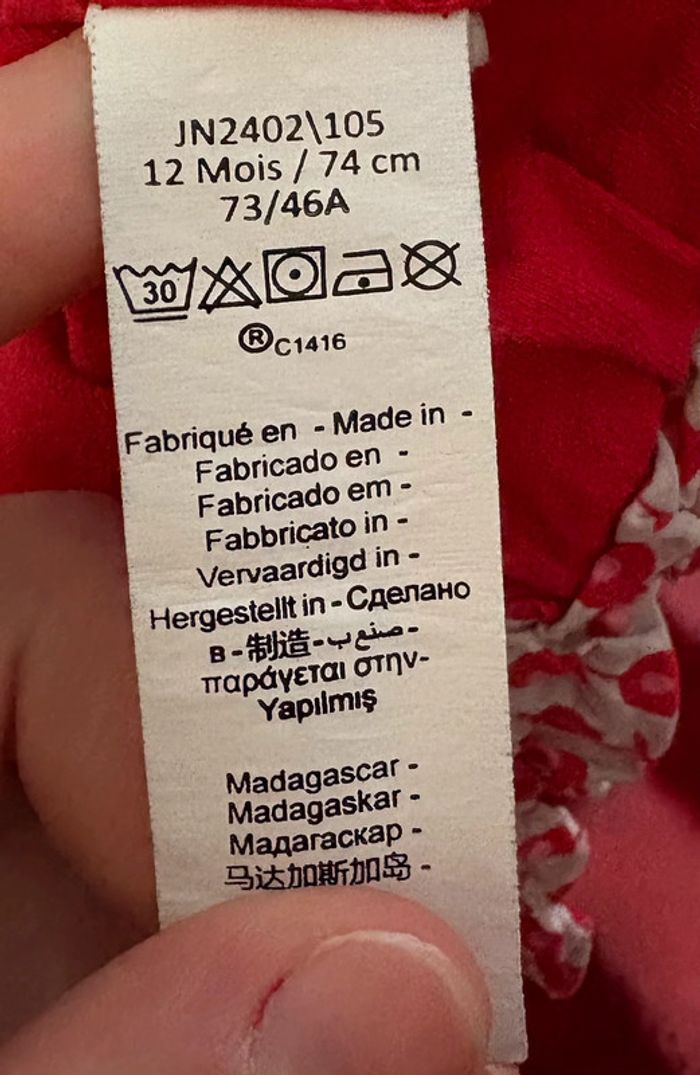 JN2402\105
12 Mois / 74 cm
73/46A
30
® C1416
Fabriqué en - Made in -
Fabricado en -
Fabricado em -
Fabbricato in -
Vervaardigd in -
Hergestellt in - Сделано
в - 制造 - صنع ب -
παράγεται στην-
Yapılmış
Madagascar -
Madagaskar -
Мадагаскар -
马达加斯加岛 -